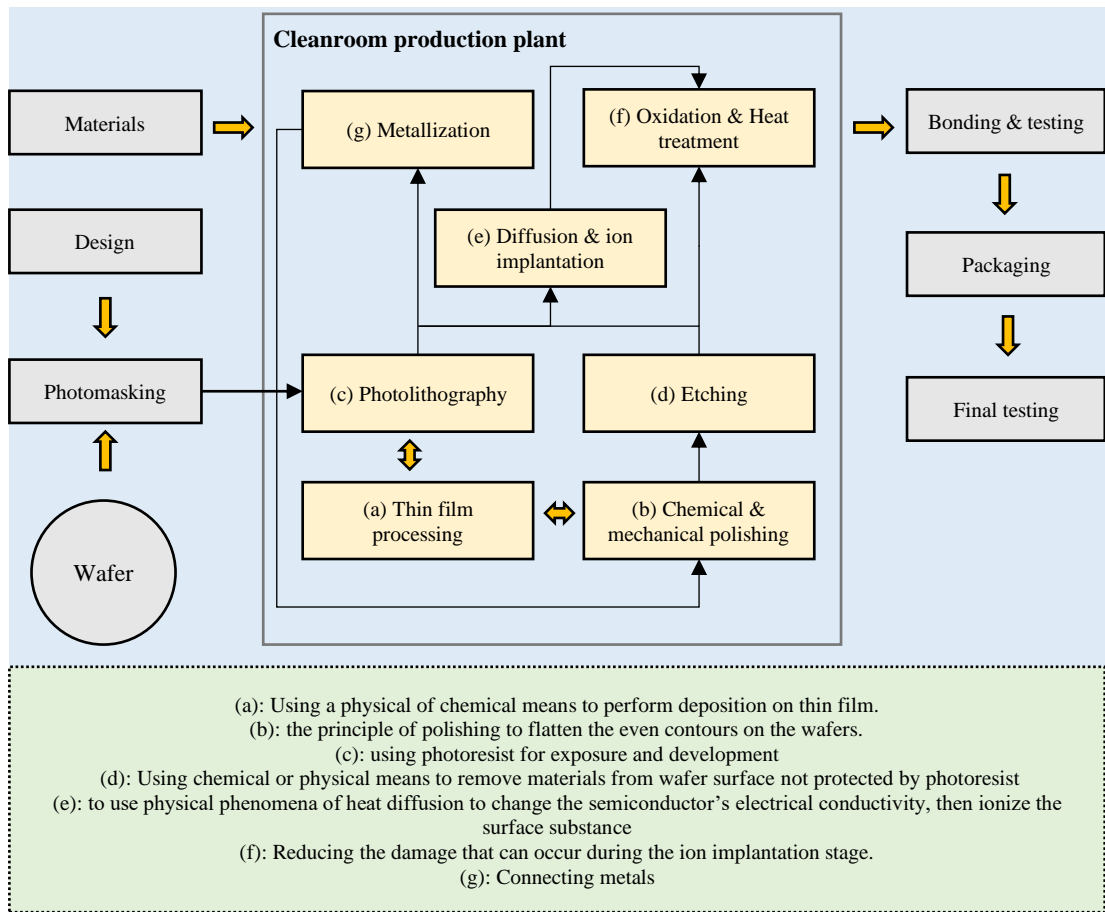 Cleanroom production plant
Materials
(g) Metallization
(f) Oxidation & Heat
treatment
Bonding & testing
Design
(e) Diffusion & ion
implantation
Packaging
Photomasking
(c) Photolithography
(d) Etching
Final testing
(a) Thin film
processing
(b) Chemical &
mechanical polishing
Wafer
(a): Using a physical of chemical means to perform deposition on thin film.
(b): the principle of polishing to flatten the even contours on the wafers.
(c): using photoresist for exposure and development
(d): Using chemical or physical means to remove materials from wafer surface not protected by photoresist
(e): to use physical phenomena of heat diffusion to change the semiconductor's electrical conductivity, then ionize the
surface substance
(f): Reducing the damage that can occur during the ion implantation stage.
(g): Connecting metals